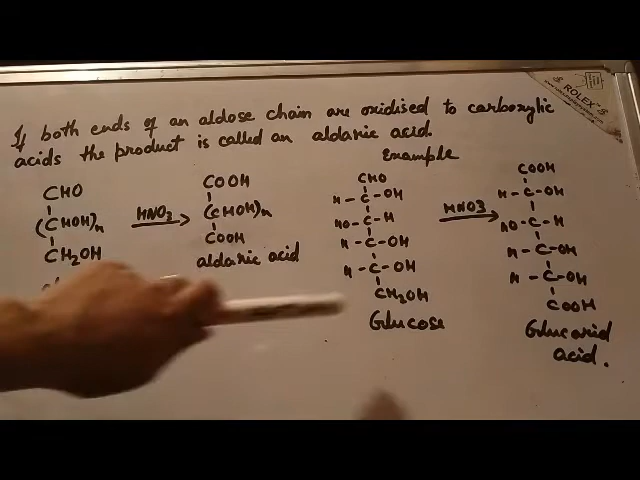 If both ends of an aldose chain are oxidised to carboxylic
acids the product is called an aldaric acid.
Example
CHO
(CHOH)n
CH2OH
HNO3
COOH
(CHOH)n
COOH
aldaric acid
CHO
H-C-OH
HO-C-H
H-C-OH
H-C-OH
CH2OH
Glucose
HNO3
COOH
H-C-OH
HO-C-H
H-C-OH
H-C-OH
COOH
Glucarid
acid.
ROLEX